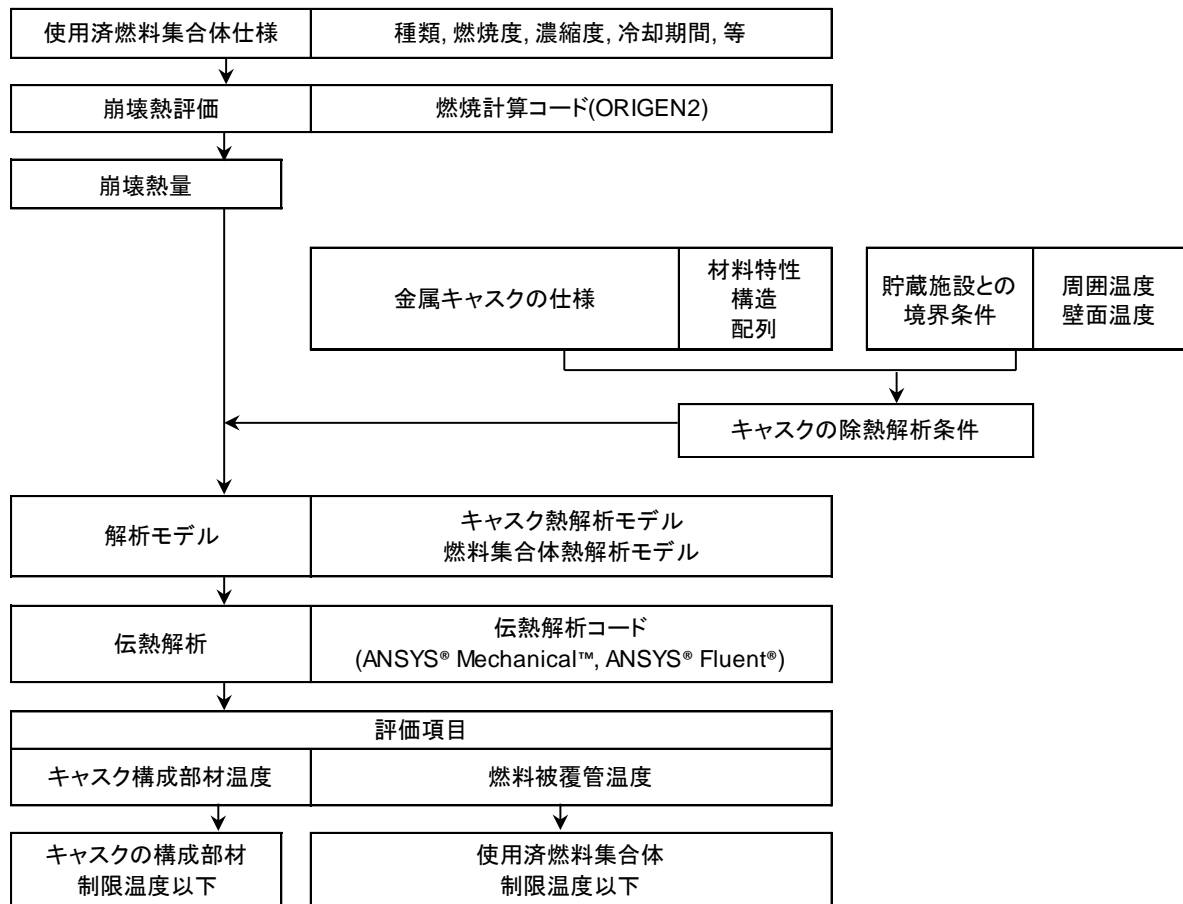 使用済燃料集合体仕様
種類, 燃焼度, 濃縮度, 冷却期間, 等
崩壊熱評価
燃焼計算コード(ORIGEN2)
崩壊熱量
金属キャスクの仕様
材料特性
構造
配列
貯蔵施設との
境界条件
周囲温度
壁面温度
キャスクの除熱解析条件
解析モデル
キャスク熱解析モデル
燃料集合体熱解析モデル
伝熱解析
伝熱解析コード
(ANSYS® Mechanical™, ANSYS® Fluent®)
評価項目
キャスク構成部材温度
燃料被覆管温度
キャスクの構成部材
制限温度以下
使用済燃料集合体
制限温度以下